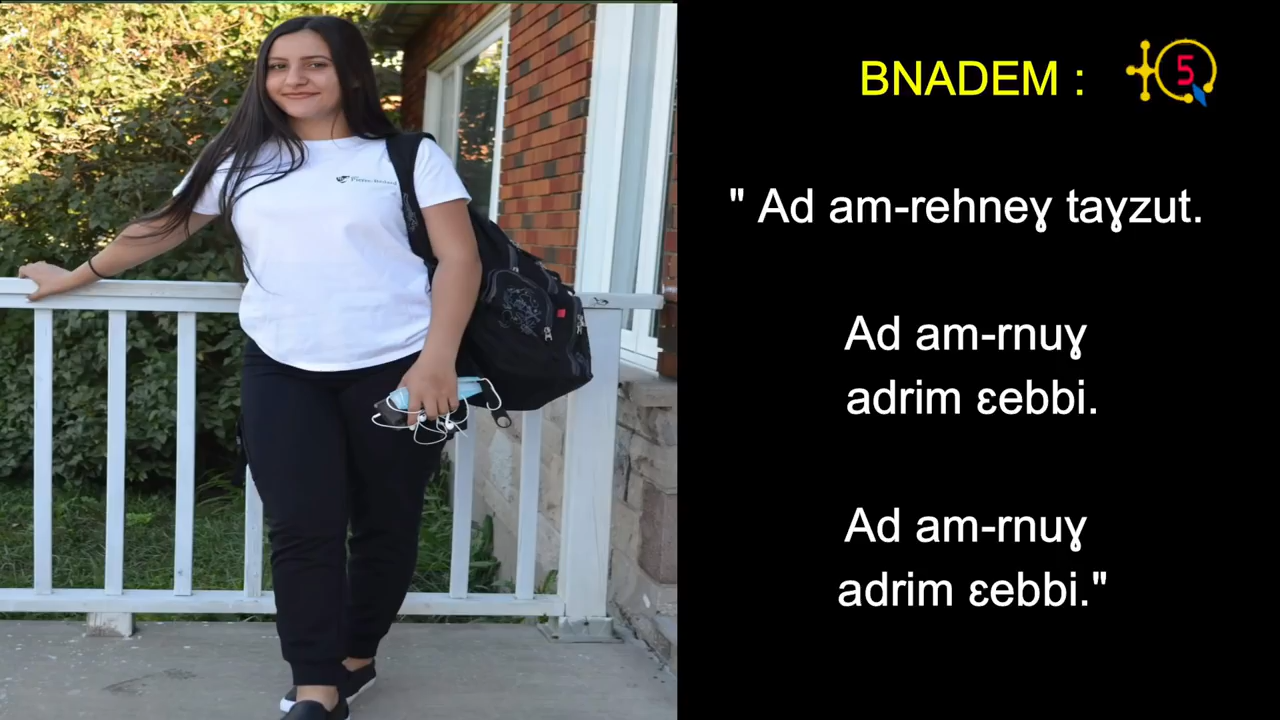 BNADEM :
5
" Ad am-rehneɣ taɣzut.
Ad am-rnuɣ
adrim ɛebbi.
Ad am-rnuɣ
adrim ɛebbi."